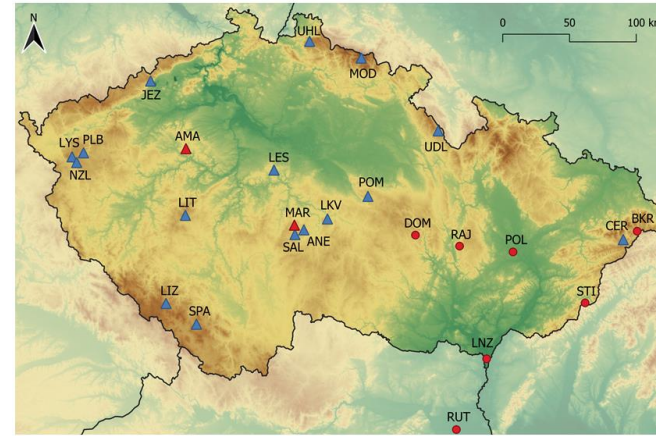 N
0 50 100 km
UHL
MOD
JEZ
LYS PLB
NZL
AMA
UDL
LES
POM
LIT
LKV
MAR
SAL ANE
DOM
RAJ
POL
CER BKR
LIZ
SPA
STI
LNZ
RUT